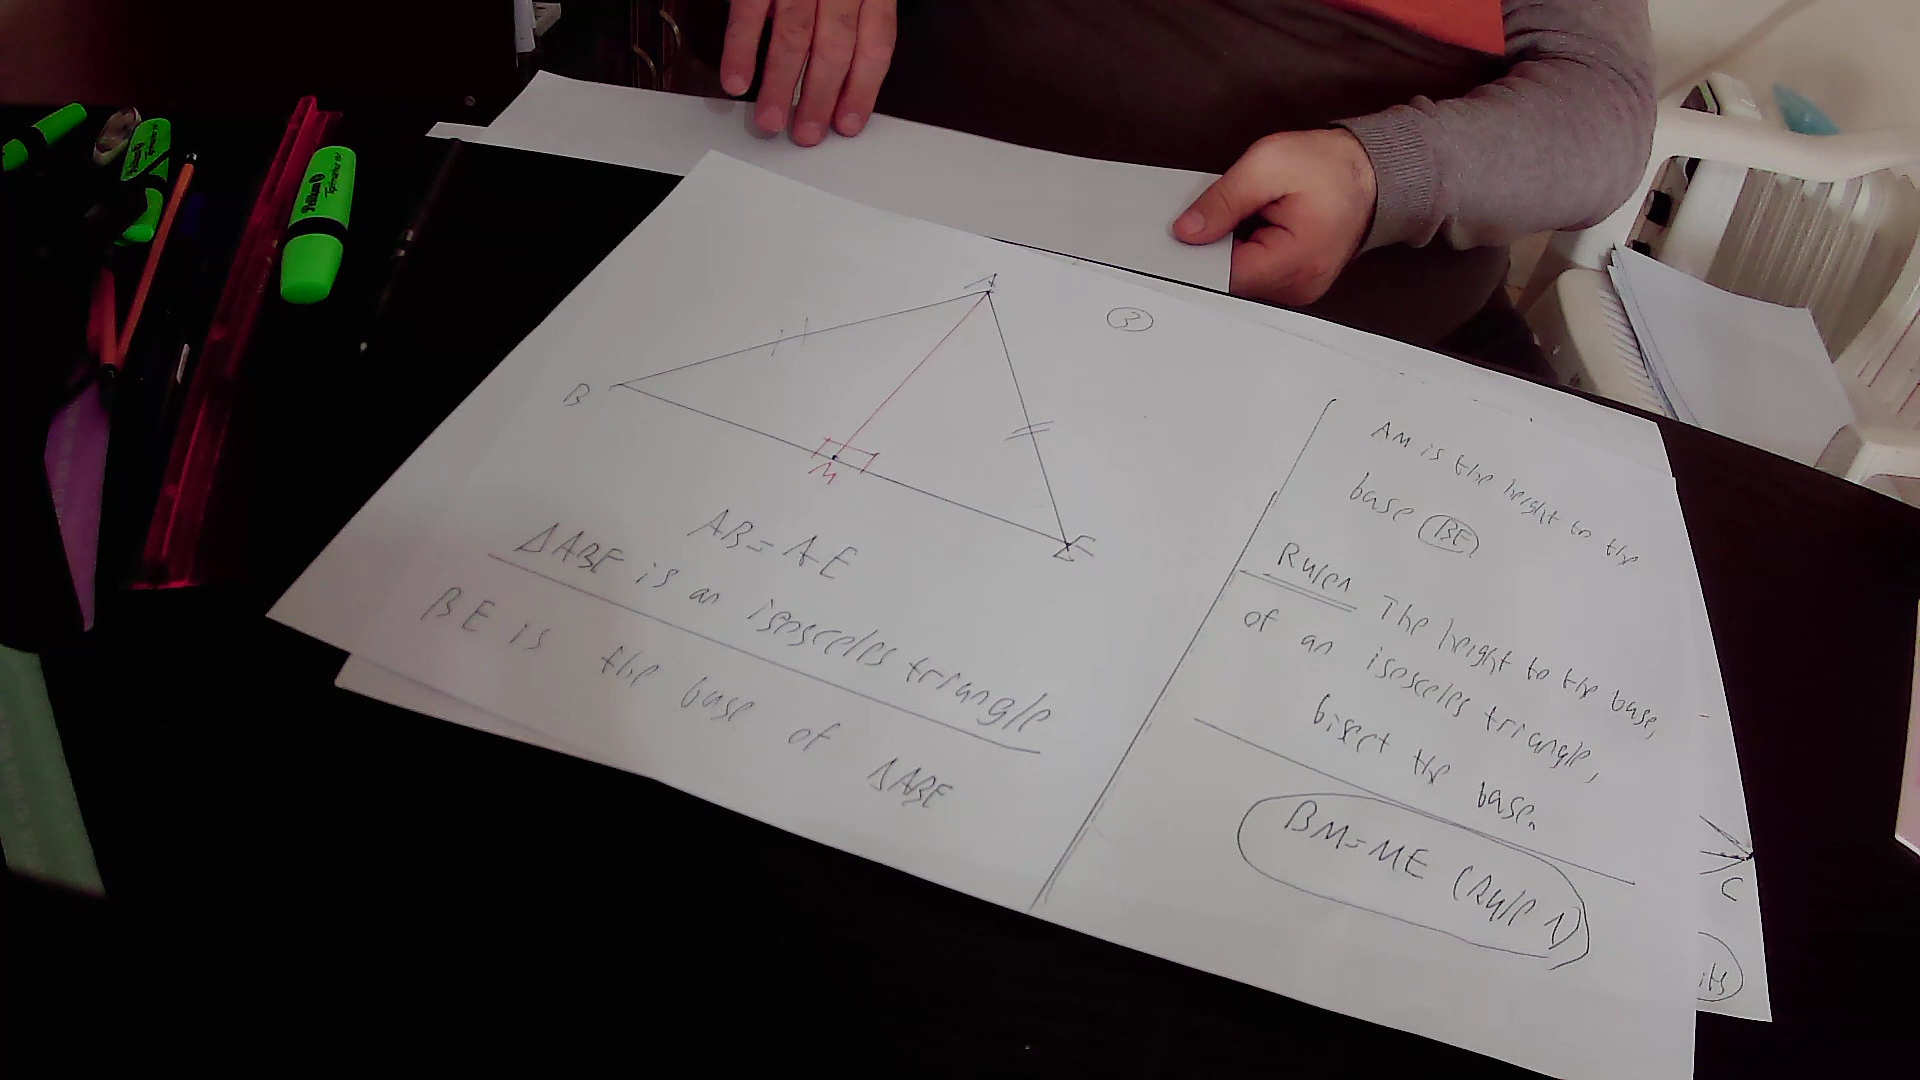 3
A
B
M
E
AB=AE
ΔABE is an isosceles triangle
BE is the base of ΔABE
AM is the height to the
base BE
Rule1 The height to the base,
of an isosceles triangle,
bisect the base.
BM=ME (Rule 1)
C
its